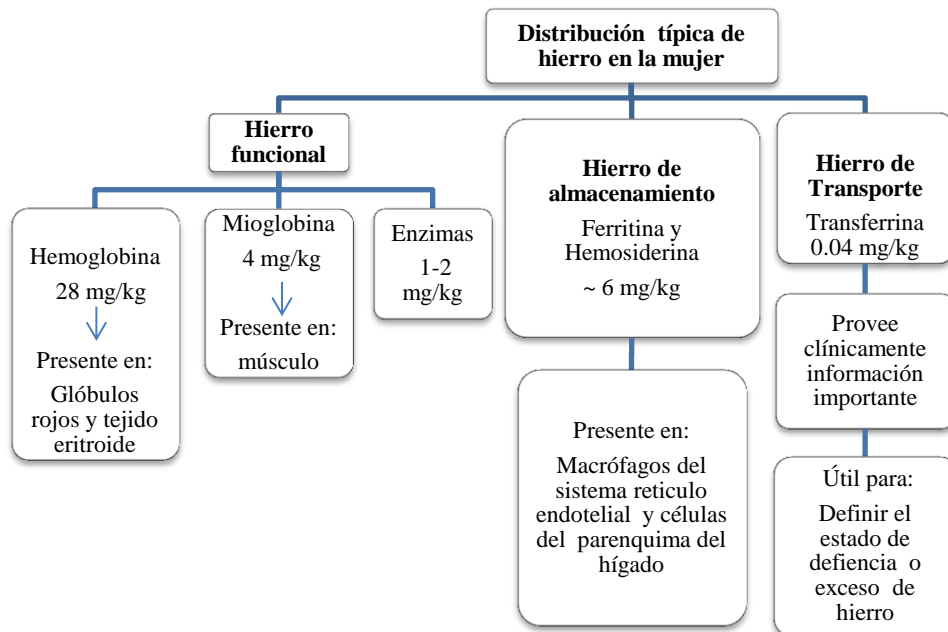 Distribución típica de
hierro en la mujer
Hierro
funcional
Hemoglobina
28 mg/kg
Presente en:
Glóbulos
rojos y tejido
eritroide
Mioglobina
4 mg/kg
Presente en:
músculo
Enzimas
1-2
mg/kg
Hierro de
almacenamiento
Ferritina y
Hemosiderina
~ 6 mg/kg
Presente en:
Macrófagos del
sistema reticulo
endotelial y células
del parenquima del
hígado
Hierro de
Transporte
Transferrina
0.04 mg/kg
Provee
clínicamente
información
importante
Útil para:
Definir el
estado de
defiencia o
exceso de
hierro